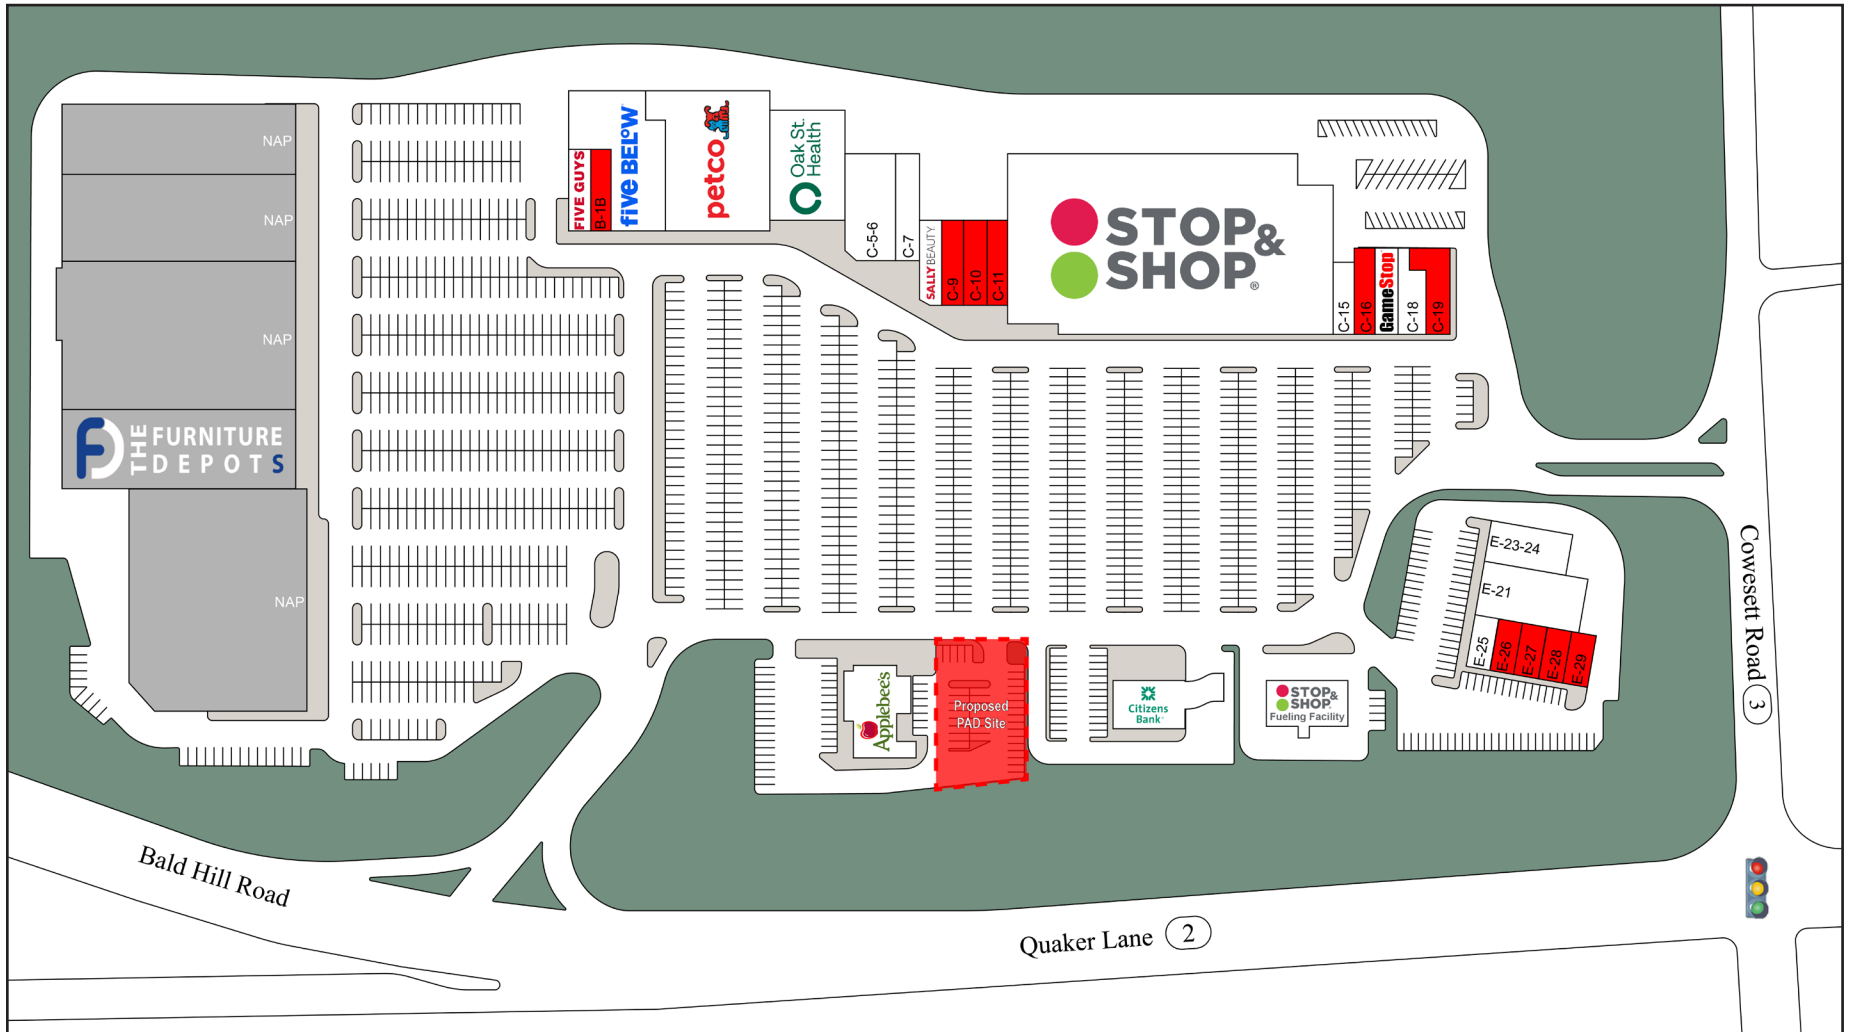 NAP
NAP
NAP
THE FURNITURE
DEPOTS
NAP
FIVE GUYS
B-1B
five BEL°W
petco
Oak St.
Health
C-5-6
C-7
SALLY BEAUTY
C-9
C-10
C-11
STOP&
SHOP®
C-15
C-16
GameStop
C-18
C-19
E-23-24
E-21
E-25
E-26
E-27
E-28
E-29
Applebee's
Proposed
PAD Site
Citizens
Bank
STOP&
SHOP
Fueling Facility
Cowesett Road 3
Bald Hill Road
Quaker Lane 2